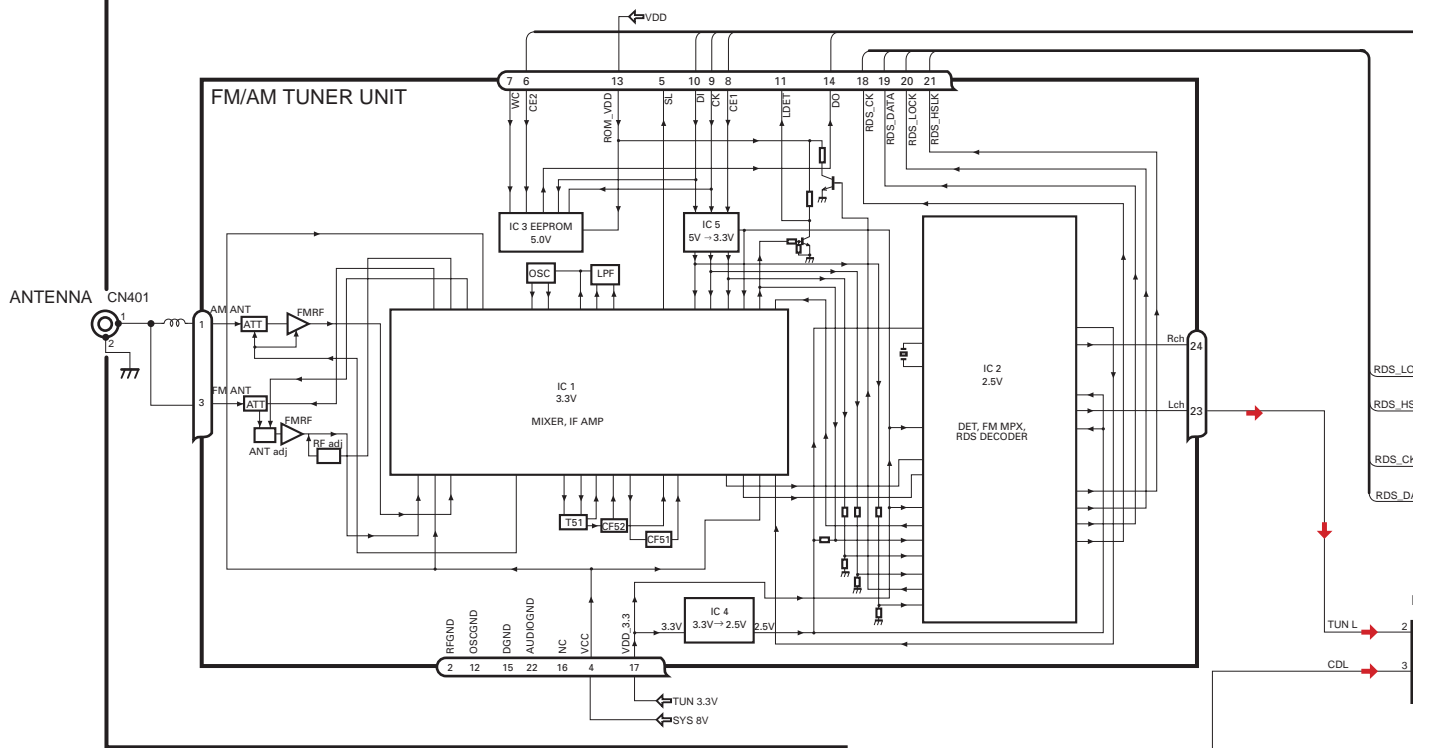 VDD
7 6 13 5 10 9 8 11 14 18 19 20 21
FM/AM TUNER UNIT
WC
CE2
ROM_VDD
SL
DI
CK
CE1
LDET
DO
RDS_CK
RDS_DATA
RDS_LOCK
RDS_HSLK
IC 3 EEPROM
5.0V
IC 5
5V → 3.3V
OSC
LPF
ANTENNA CN401
1
2
AM ANT
1
ATT
FMRF
FM ANT
3
ATT
FMRF
ANT adj
RF adj
IC 1
3.3V
MIXER, IF AMP
IC 2
2.5V
DET, FM MPX,
RDS DECODER
Rch
24
Lch
23
T51
CF52
CF51
RDS_LC
RDS_HS
RDS_CK
RDS_DA
IC 4
3.3V→2.5V
3.3V
2.5V
RFGND
OSCGND
DGND
AUDIOGND
NC
VCC
VDD_3.3
2 12 15 22 16 4 17
TUN 3.3V
SYS 8V
TUN L
2
CDL
3